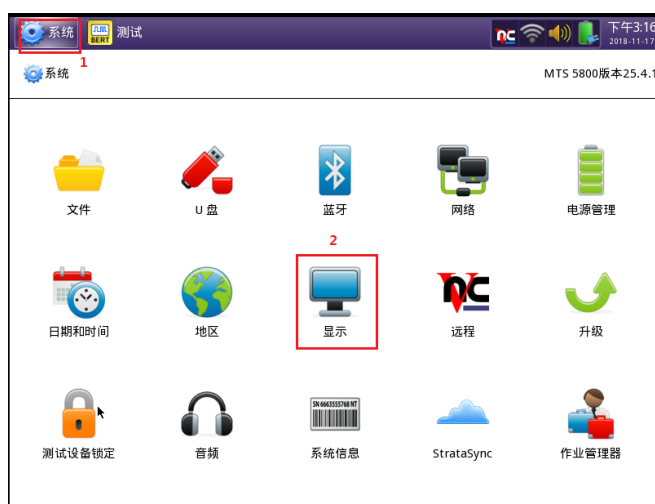 系统
BERT
测试
VNC
下午3:16
2018-11-17
1
系统
MTS 5800版本25.4.1
文件
U 盘
蓝牙
网络
电源管理
2
日期和时间
地区
显示
VNC
远程
升级
SN 6663555768 NT
测试设备锁定
音频
系统信息
StrataSync
作业管理器